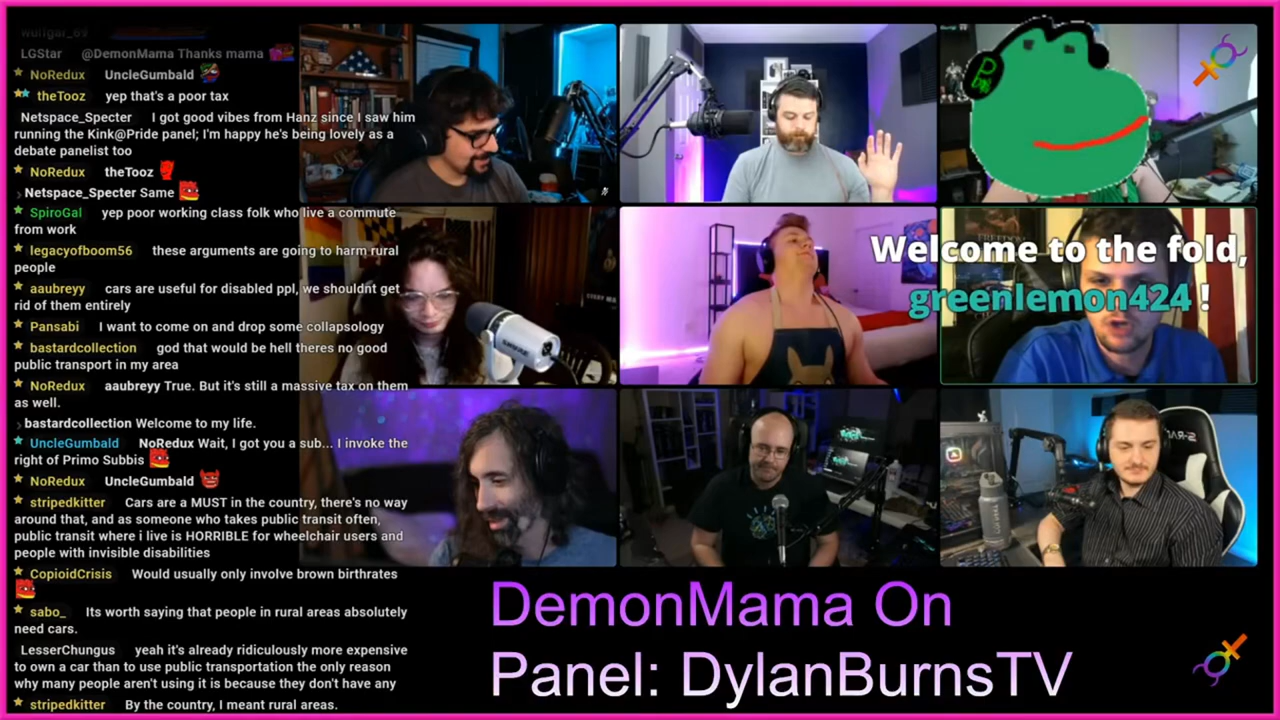 wulfgar_69
LGStar @DemonMama Thanks mama
NoRedux UncleGumbald
theTooz yep that's a poor tax
Netspace_Specter I got good vibes from Hanz since I saw him
running the Kink@Pride panel; I'm happy he's being lovely as a
debate panelist too
NoRedux theTooz
Netspace_Specter Same
SpiroGal yep poor working class folk who live a commute
from work
legacyofboom56 these arguments are going to harm rural
people
aaubreyy cars are useful for disabled ppl, we shouldnt get
rid of them entirely
Pansabi I want to come on and drop some collapsology
bastardcollection god that would be hell theres no good
public transport in my area
NoRedux aaubreyy True. But it's still a massive tax on them
as well.
bastardcollection Welcome to my life.
UncleGumbald NoRedux Wait, I got you a sub... I invoke the
right of Primo Subbis
NoRedux UncleGumbald
stripedkitter Cars are a MUST in the country, there's no way
around that, and as someone who takes public transit often,
public transit where i live is HORRIBLE for wheelchair users and
people with invisible disabilities
CopioidCrisis Would usually only involve brown birthrates
sabo_ Its worth saying that people in rural areas absolutely
need cars.
LesserChungus yeah it's already ridiculously more expensive
to own a car than to use public transportation the only reason
why many people aren't using it is because they don't have any
stripedkitter By the country, I meant rural areas.
Welcome to the fold,
greenlemon424 !
SHURE
DemonMama On
Panel: DylanBurnsTV